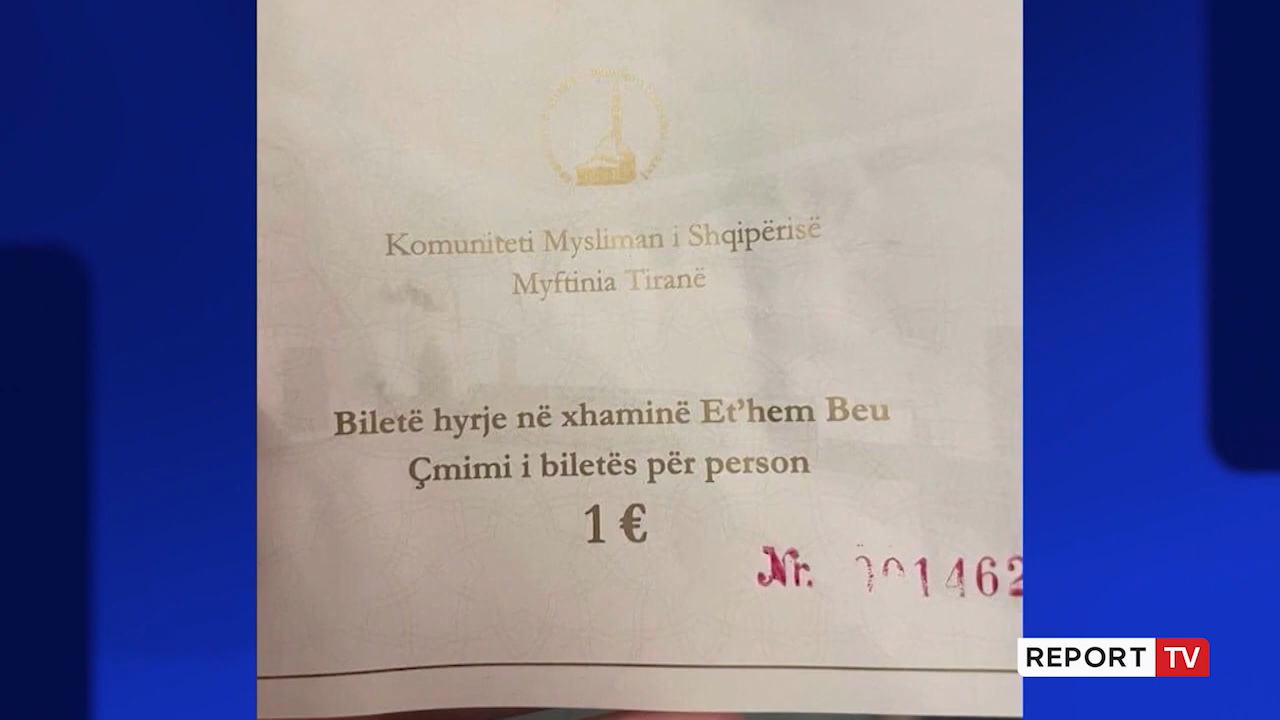 Komuniteti Mysliman i Shqipërisë
Myftinia Tiranë
Biletë hyrje në xhaminë Et'hem Beu
Çmimi i biletës për person
1 €
Nr.
REPORT TV